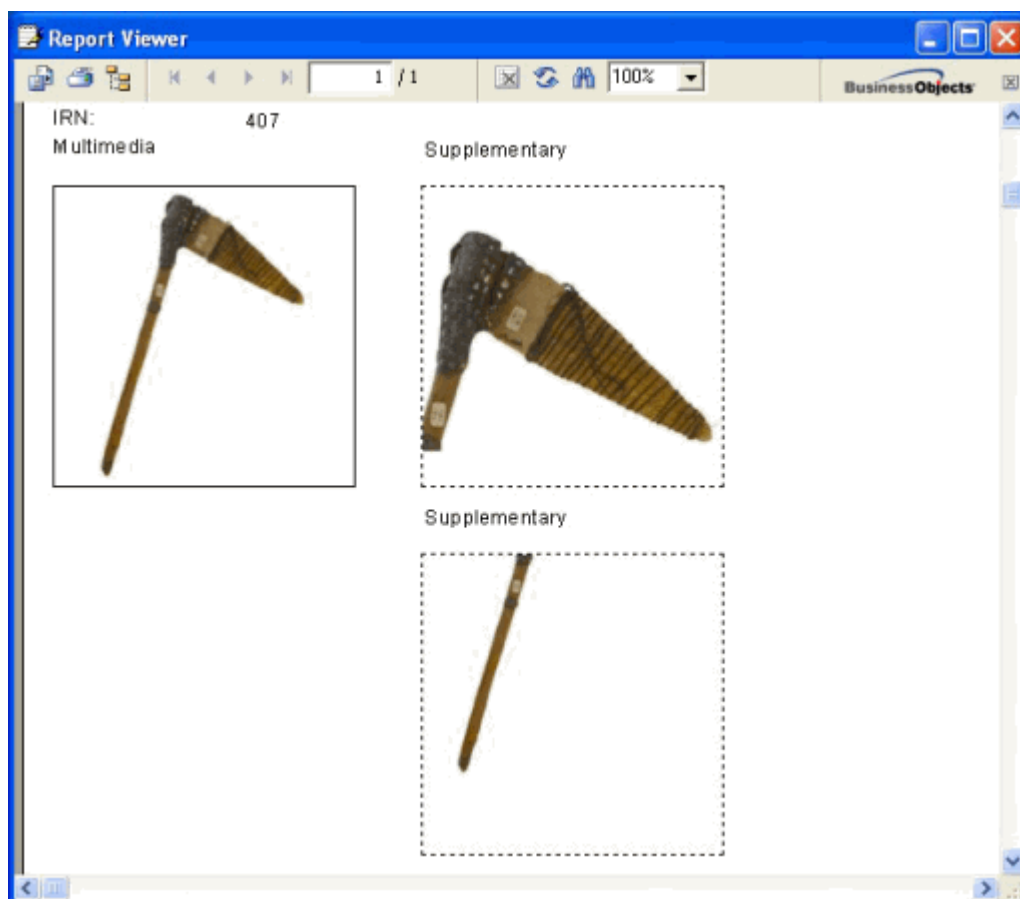 Report Viewer
1 / 1
100%
BusinessObjects
IRN: 407
Multimedia
Supplementary
Supplementary